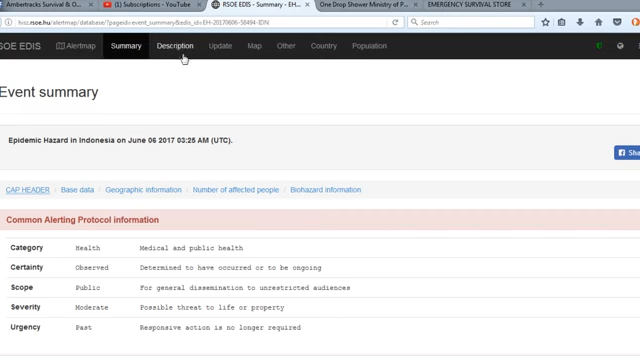 Ambertracks Survival & O...
(1) Subscriptions - YouTube
RSOE EDIS - Summary - EH...
One Drop Shower Ministry of P...
EMERGENCY SURVIVAL STORE
hisz.rsoe.hu/alertmap/database/?pageid=event_summary&edis_id=EH-20170606-58494-IDN
Search
RSOE EDIS
Alertmap
Summary
Description
Update
Map
Other
Country
Population
Event summary
Epidemic Hazard in Indonesia on June 06 2017 03:25 AM (UTC).
Sha
CAP HEADER
Base data
Geographic information
Number of affected people
Biohazard information
Common Alerting Protocol information
Category Health Medical and public health
Certainty Observed Determined to have occurred or to be ongoing
Scope Public For general dissemination to unrestricted audiences
Severity Moderate Possible threat to life or property
Urgency Past Responsive action is no longer required